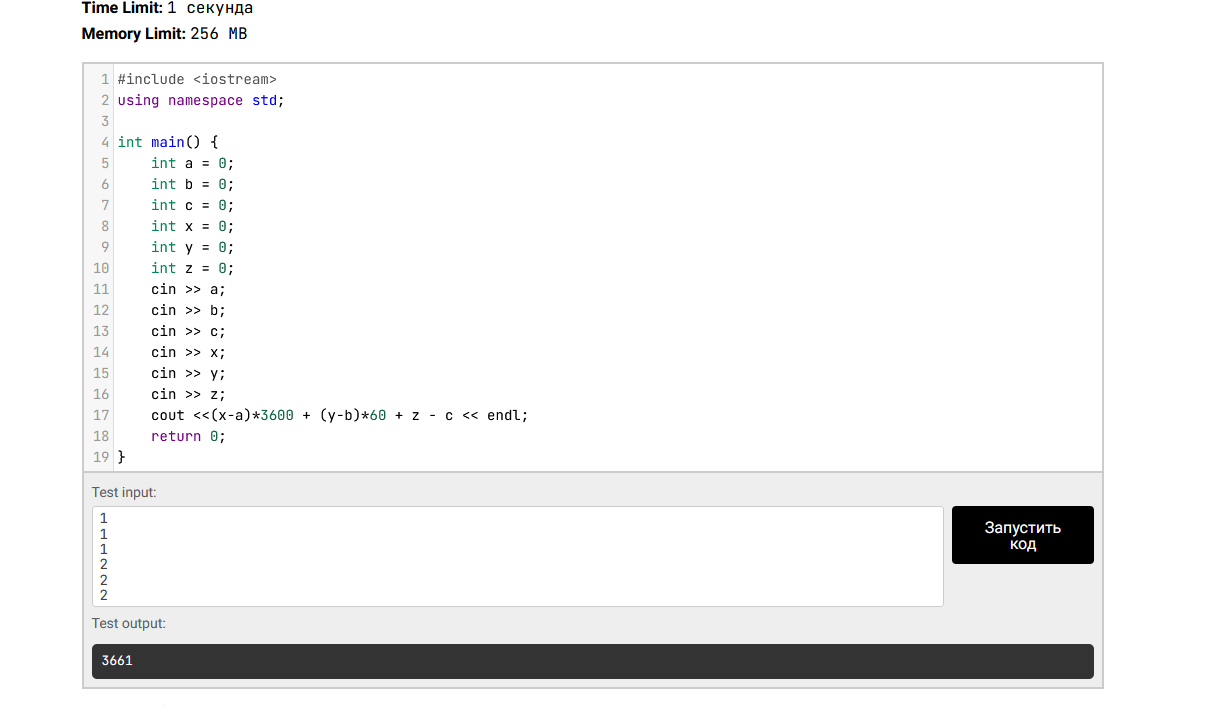 Time Limit: 1 секунда
Memory Limit: 256 MB
1 #include <iostream>
2 using namespace std;
3
4 int main() {
5     int a = 0;
6     int b = 0;
7     int c = 0;
8     int x = 0;
9     int y = 0;
10     int z = 0;
11     cin >> a;
12     cin >> b;
13     cin >> c;
14     cin >> x;
15     cin >> y;
16     cin >> z;
17     cout <<(x-a)*3600 + (y-b)*60 + z - c << endl;
18     return 0;
19 }
Test input:
1
1
1
2
2
2
Запустить
код
Test output:
3661